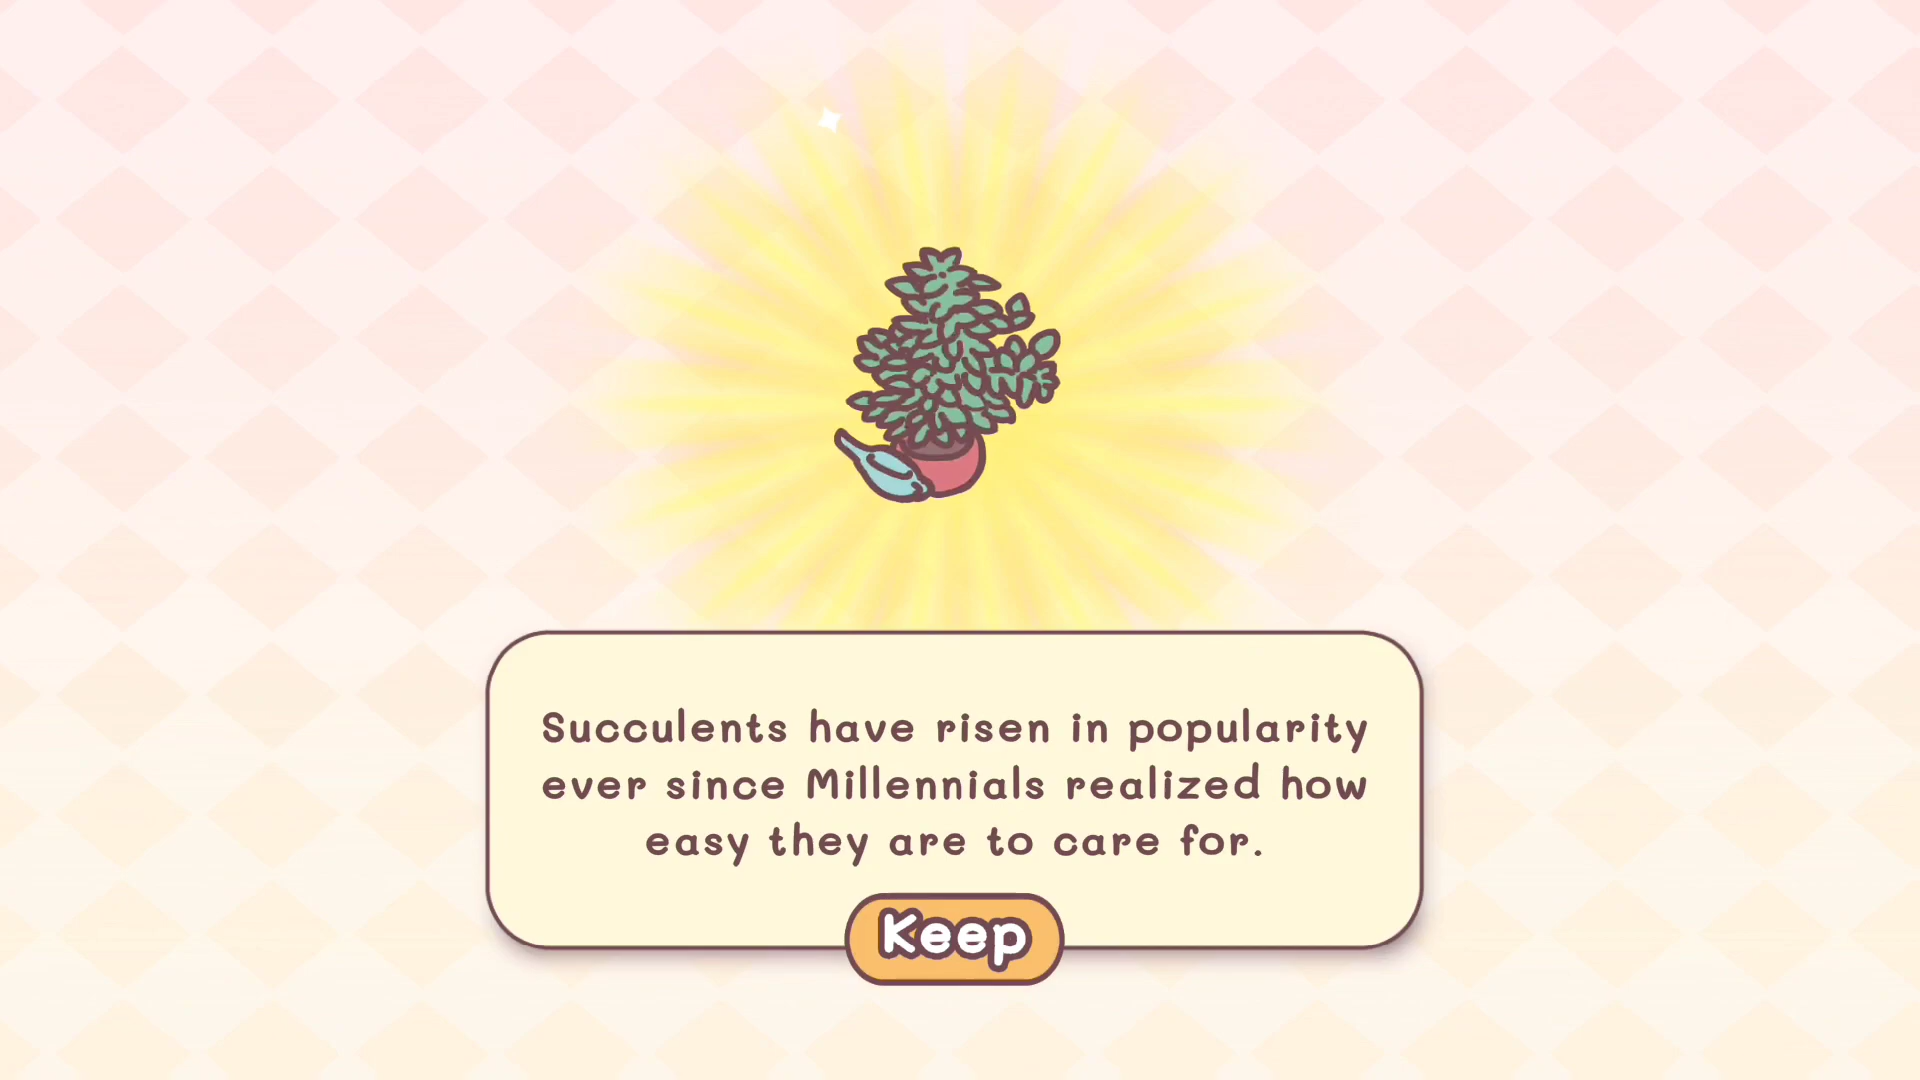 Succulents have risen in popularity
ever since Millennials realized how
easy they are to care for.
Keep